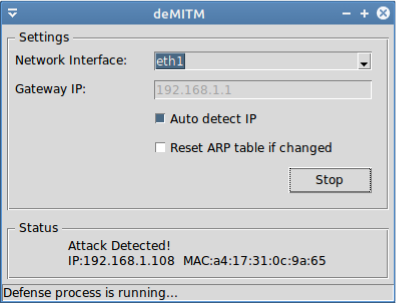 deMITM
Settings
Network Interface: eth1
Gateway IP: 192.168.1.1
Auto detect IP
Reset ARP table if changed
Stop
Status
Attack Detected!
IP:192.168.1.108 MAC:a4:17:31:0c:9a:65
Defense process is running...